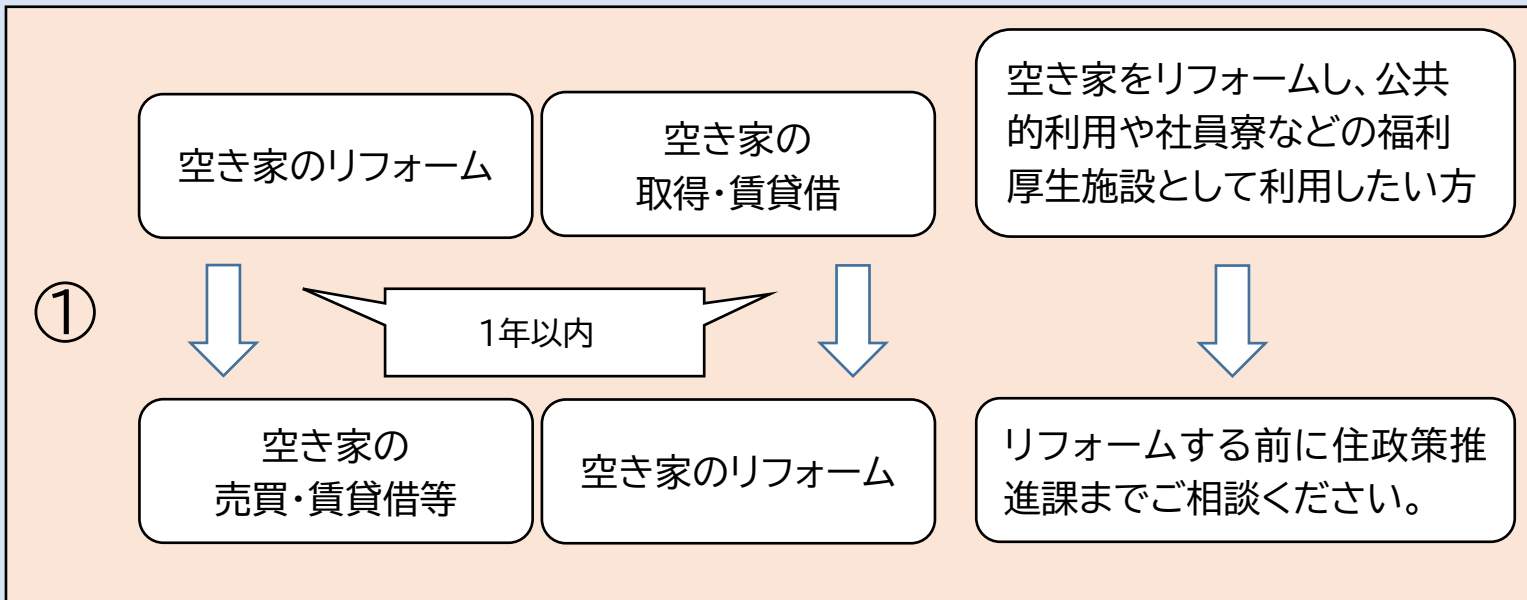 ①
空き家のリフォーム
空き家の
取得・賃貸借
空き家をリフォームし、公共
的利用や社員寮などの福利
厚生施設として利用したい方
1年以内
空き家の
売買・賃貸借等
空き家のリフォーム
リフォームする前に住政策推
進課までご相談ください。